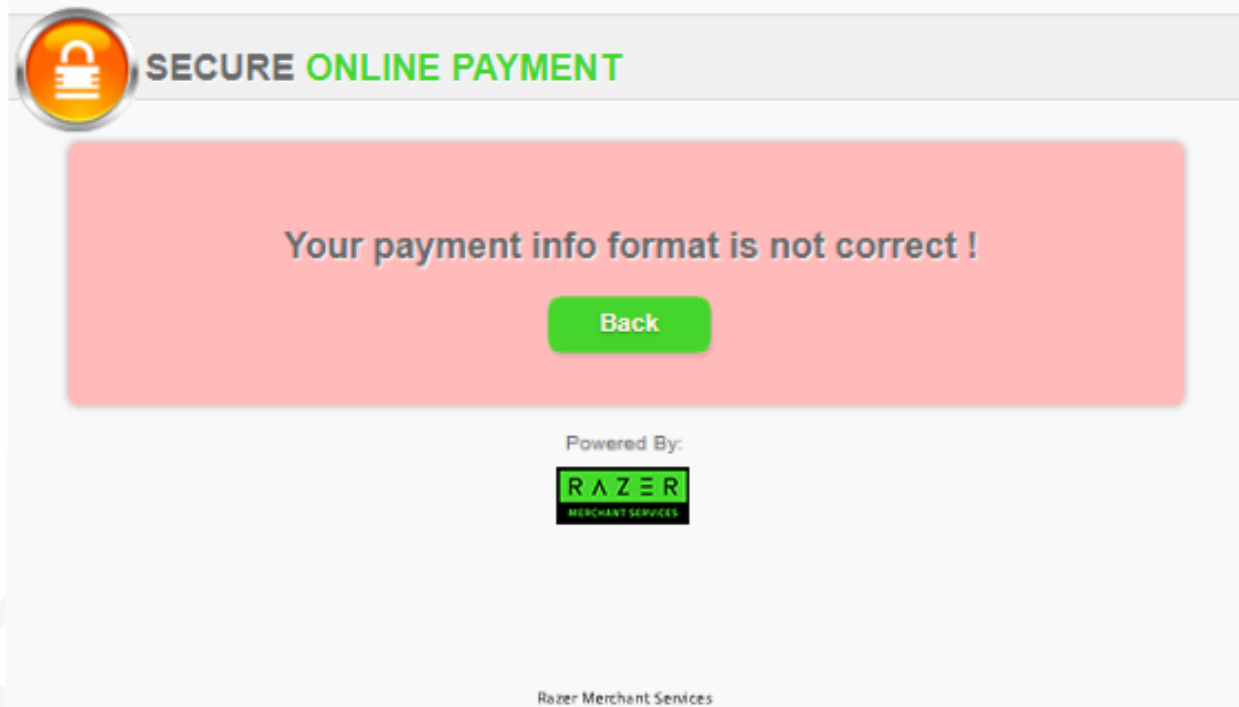 SECURE ONLINE PAYMENT
Your payment info format is not correct !
Back
Powered By:
RAZER
MERCHANT SERVICES
Razer Merchant Services